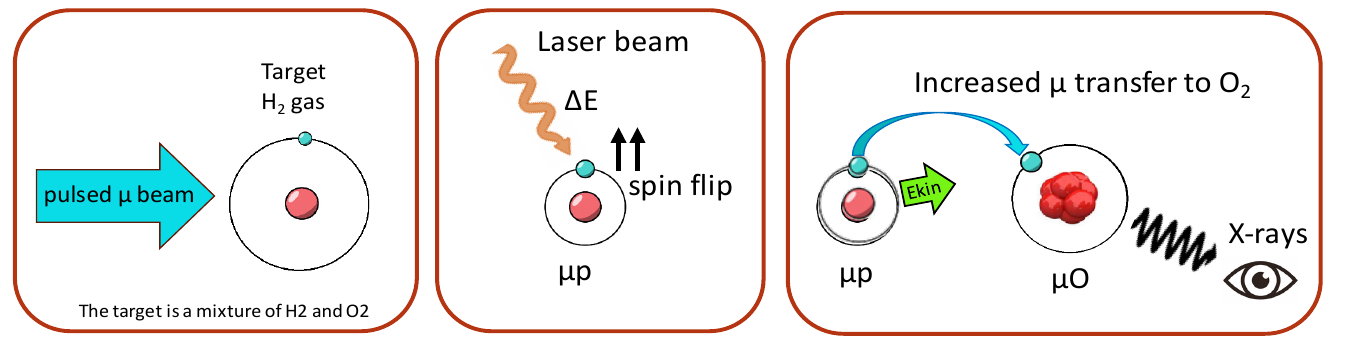 Target
H₂ gas
pulsed μ beam
The target is a mixture of H2 and O2
Laser beam
ΔE
spin flip
μp
Increased μ transfer to O₂
Ekin
μp
μO
X-rays